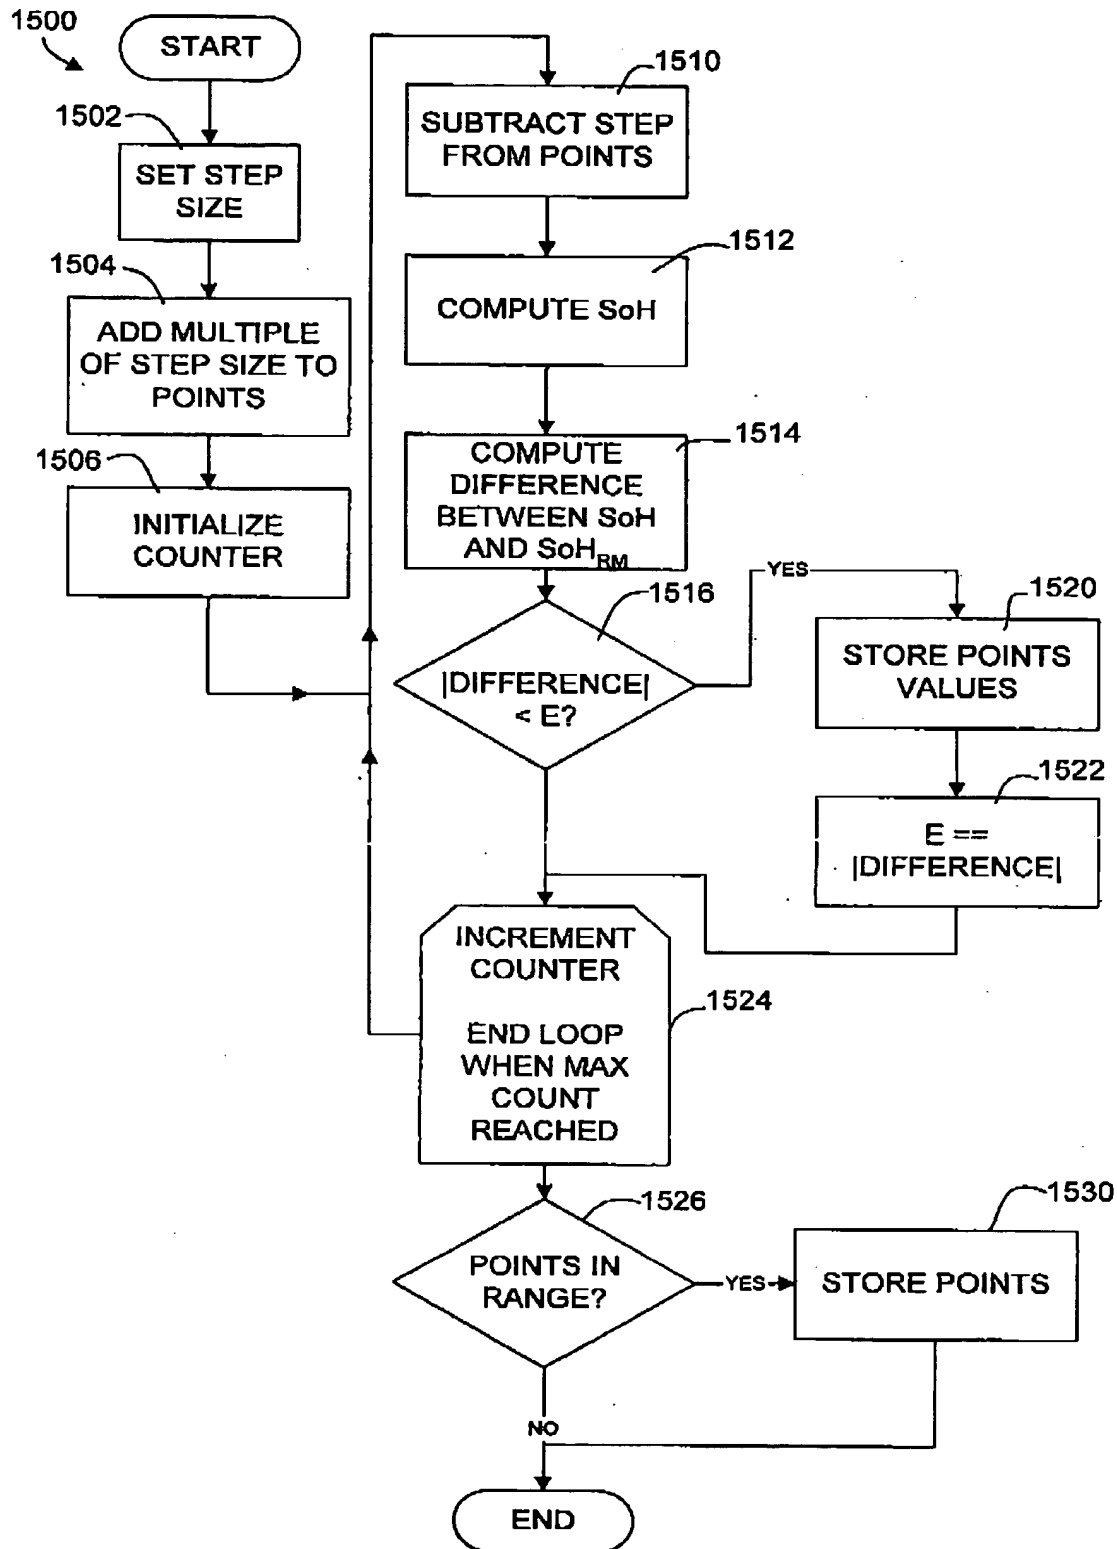 1500
START
1502
SET STEP
SIZE
1504
ADD MULTIPLE
OF STEP SIZE TO
POINTS
1506
INITIALIZE
COUNTER
1510
SUBTRACT STEP
FROM POINTS
1512
COMPUTE SoH
1514
COMPUTE
DIFFERENCE
BETWEEN SoH
AND SoH_RM
1516
|DIFFERENCE|
< E?
YES
1520
STORE POINTS
VALUES
1522
E ==
|DIFFERENCE|
INCREMENT
COUNTER
END LOOP
WHEN MAX
COUNT
REACHED
1524
1526
POINTS IN
RANGE?
YES
1530
STORE POINTS
NO
END